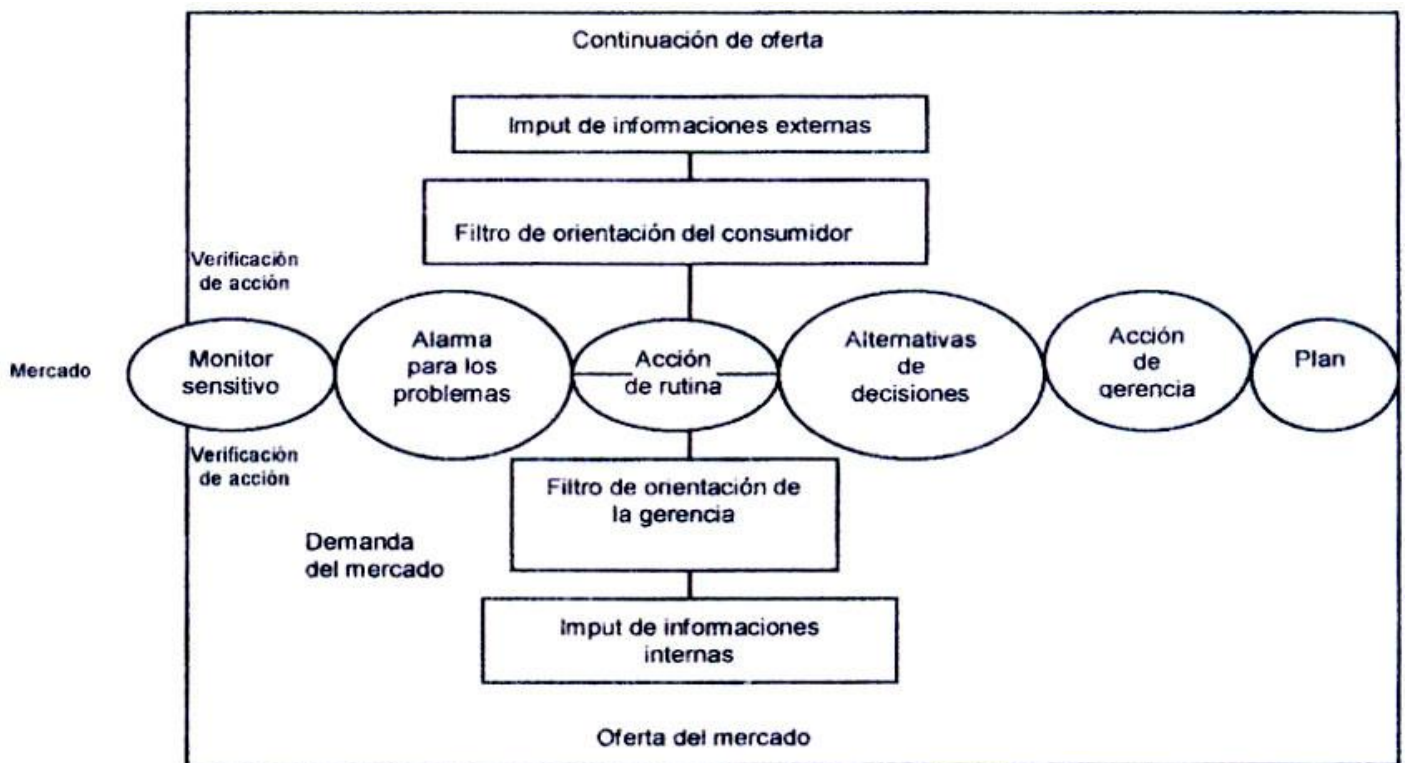 Continuación de oferta
Imput de informaciones externas
Filtro de orientación del consumidor
Verificación
de acción
Mercado
Monitor
sensitivo
Alarma
para los
problemas
Acción
de rutina
Alternativas
de
decisiones
Acción
de
gerencia
Plan
Verificación
de acción
Filtro de orientación de
la gerencia
Demanda
del mercado
Imput de informaciones
internas
Oferta del mercado